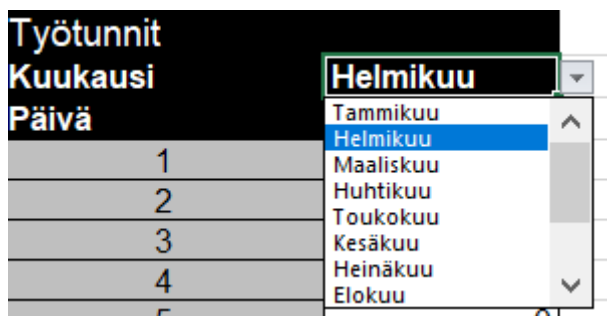 Työtunnit
Kuukausi Helmikuu
Päivä
Tammikuu
Helmikuu
Maaliskuu
Huhtikuu
Toukokuu
Kesäkuu
Heinäkuu
Elokuu
1
2
3
4